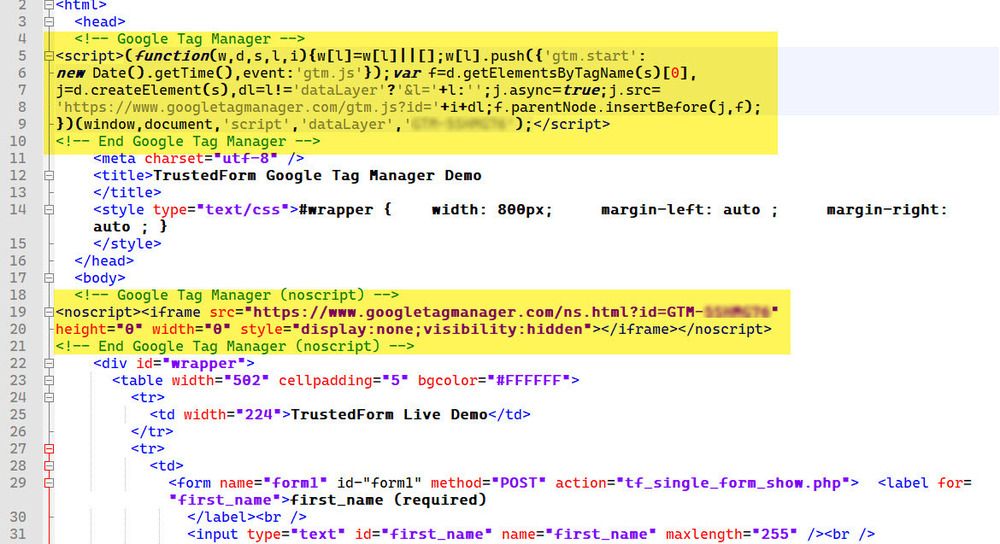 2 <html>
3 <head>
4 <!-- Google Tag Manager -->
5 <script>(function(w,d,s,l,i){w[l]=w[l]||[];w[l].push({'gtm.start':
6 new Date().getTime(),event:'gtm.js'});var f=d.getElementsByTagName(s)[0],
7 j=d.createElement(s),dl=l!='dataLayer'?'&l='+l:'';j.async=true;j.src=
8 'https://www.googletagmanager.com/gtm.js?id='+i+dl;f.parentNode.insertBefore(j,f);
9 })(window,document,'script','dataLayer','');</script>
10 <!-- End Google Tag Manager -->
11 <meta charset="utf-8" />
12 <title>TrustedForm Google Tag Manager Demo
13 </title>
14 <style type="text/css">#wrapper { width: 800px; margin-left: auto ; margin-right:
auto ; }
15 </style>
16 </head>
17 <body>
18 <!-- Google Tag Manager (noscript) -->
19 <noscript><iframe src="https://www.googletagmanager.com/ns.html?id=GTM-"
20 height="0" width="0" style="display:none;visibility:hidden"></iframe></noscript>
21 <!-- End Google Tag Manager (noscript) -->
22 <div id="wrapper">
23 <table width="502" cellpadding="5" bgcolor="#FFFFFF">
24 <tr>
25 <td width="224">TrustedForm Live Demo</td>
26 </tr>
27 <tr>
28 <td>
29 <form name="form1" id-"form1" method="POST" action="tf_single_form_show.php"> <label for=
"first_name">first_name (required)
30 </label><br />
31 <input type="text" id="first_name" name="first_name" maxlength="255" /><br />